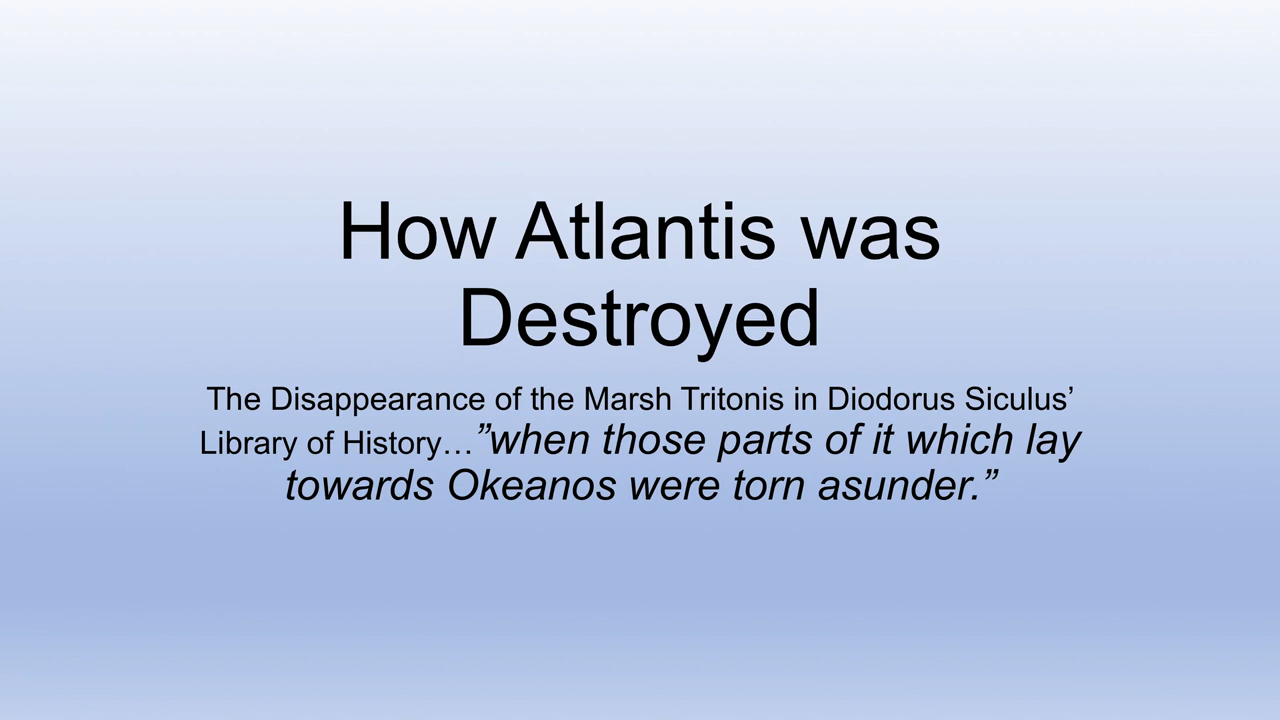 How Atlantis was
Destroyed
The Disappearance of the Marsh Tritonis in Diodorus Siculus’
Library of History…”when those parts of it which lay
towards Okeanos were torn asunder.”